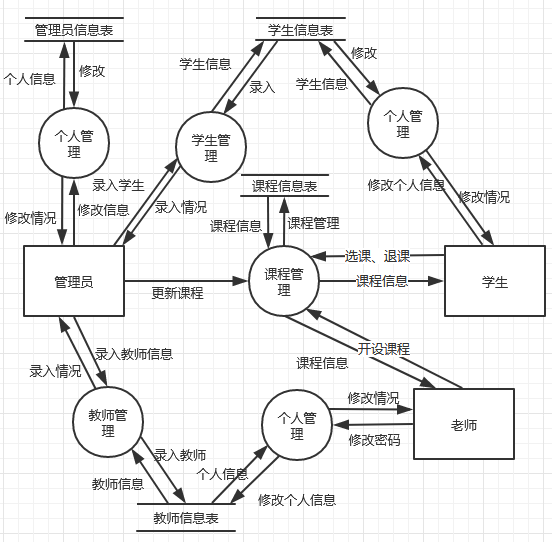 管理员信息表
学生信息表
个人信息
修改
学生信息
录入
学生信息
修改
个人管
理
学生管
理
个人管
理
录入学生
录入情况
修改情况
修改信息
课程信息表
修改个人信息
修改情况
课程信息
课程管理
管理员
更新课程
课程管
理
选课、退课
课程信息
学生
录入情况
录入教师信息
课程信息
开设课程
教师管
理
个人管
理
修改情况
修改密码
老师
录入教师
教师信息
个人信息
修改个人信息
教师信息表